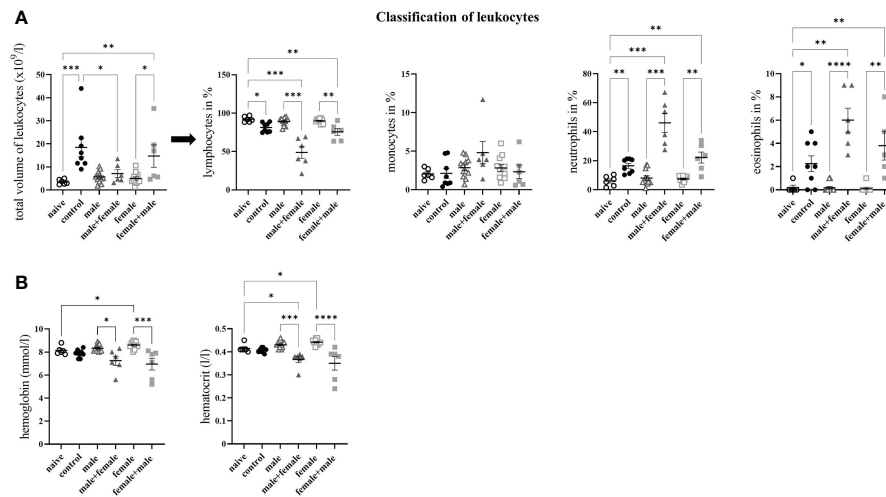 A
Classification of leukocytes
total volume of leukocytes (x10⁹/l)
50
40
30
20
10
0
***
**
*
*
naive
control
male
male+female
female
female+male
lymphocytes in %
150
100
50
0
**
***
*
***
**
naive
control
male
male+female
female
female+male
monocytes in %
15
10
5
0
naive
control
male
male+female
female
female+male
neutrophils in %
80
60
40
20
0
**
***
**
***
**
naive
control
male
male+female
female
female+male
eosinophils in %
10
8
6
4
2
0
**
**
*
****
**
naive
control
male
male+female
female
female+male
B
hemoglobin (mmol/l)
10
8
6
4
2
0
*
*
***
naive
control
male
male+female
female
female+male
hematocrit (l/l)
0.5
0.4
0.3
0.2
0.1
0
*
*
***
****
naive
control
male
male+female
female
female+male